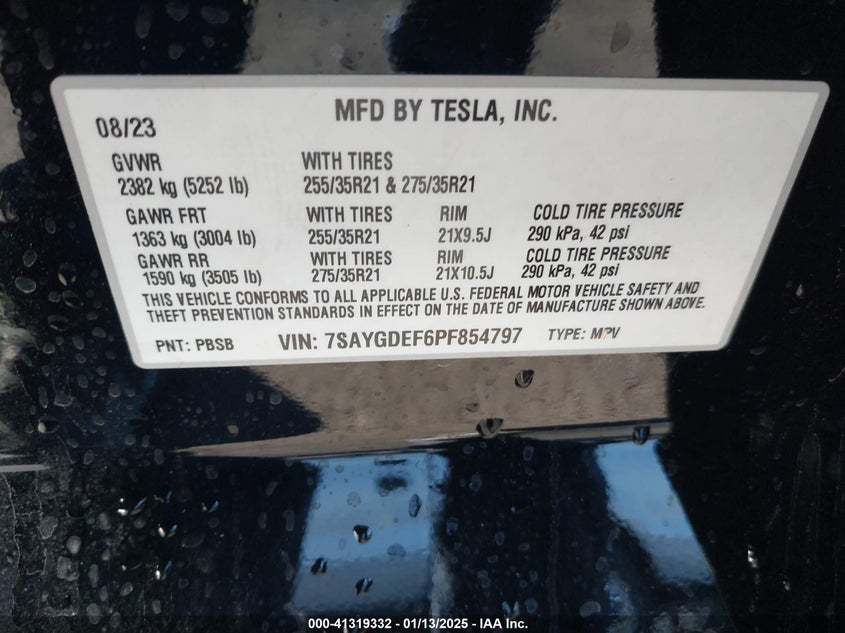 MFD BY TESLA, INC.
08/23
GVWR WITH TIRES
2382 kg (5252 lb) 255/35R21 & 275/35R21
GAWR FRT WITH TIRES RIM COLD TIRE PRESSURE
1363 kg (3004 lb) 255/35R21 21X9.5J 290 kPa, 42 psi
GAWR RR WITH TIRES RIM COLD TIRE PRESSURE
1590 kg (3505 lb) 275/35R21 21X10.5J 290 kPa, 42 psi
THIS VEHICLE CONFORMS TO ALL APPLICABLE U.S. FEDERAL MOTOR VEHICLE SAFETY AND
THEFT PREVENTION STANDARDS IN EFFECT ON THE DATE OF MANUFACTURE SHOWN ABOVE.
PNT: PBSB VIN: 7SAYGDEF6PF854797 TYPE: MPV
000-41319332 - 01/13/2025 - IAA Inc.